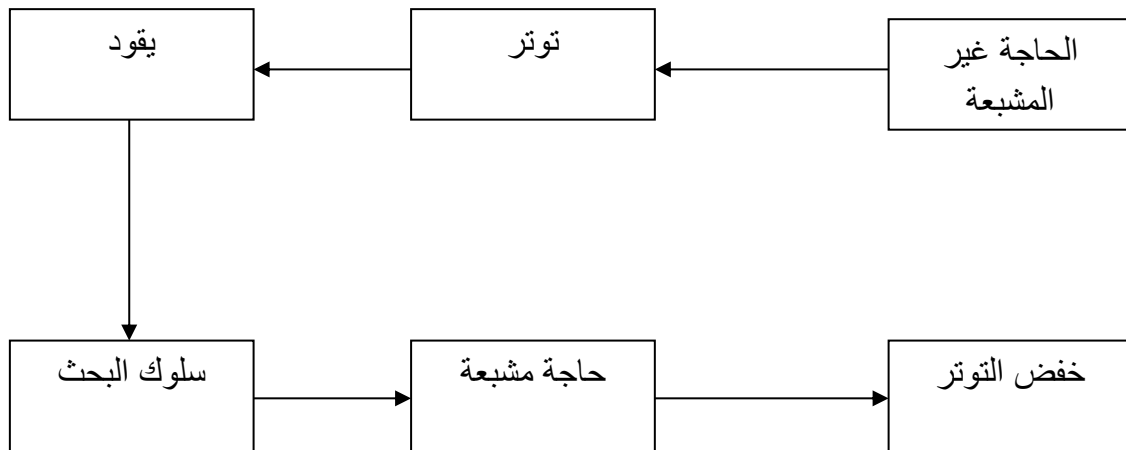 الحاجة غير
المشبعة
توتر
يقود
سلوك البحث
حاجة مشبعة
خفض التوتر